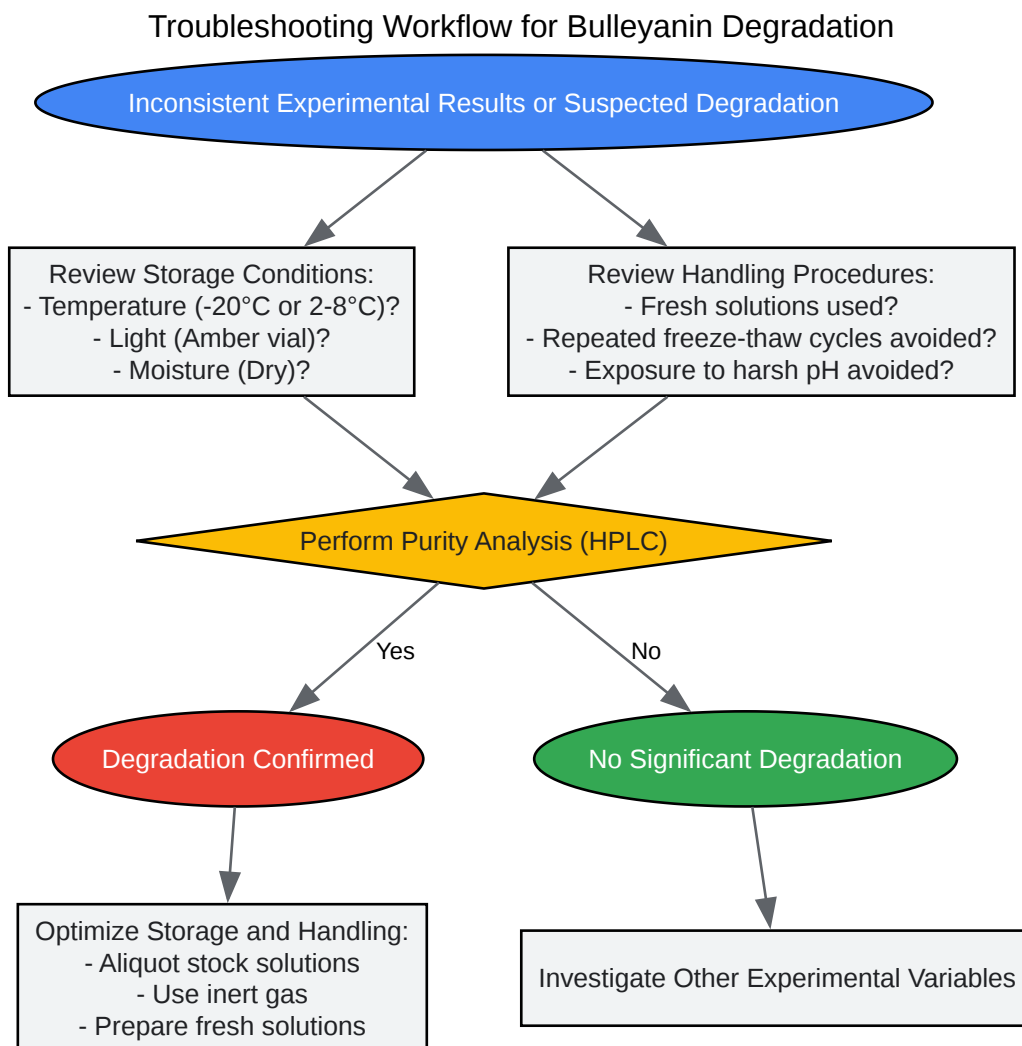 Troubleshooting Workflow for Bulleyanin Degradation
Inconsistent Experimental Results or Suspected Degradation
Review Storage Conditions:
- Temperature (-20°C or 2-8°C)?
- Light (Amber vial)?
- Moisture (Dry)?
Review Handling Procedures:
- Fresh solutions used?
- Repeated freeze-thaw cycles avoided?
- Exposure to harsh pH avoided?
Perform Purity Analysis (HPLC)
Yes
No
Degradation Confirmed
No Significant Degradation
Optimize Storage and Handling:
- Aliquot stock solutions
- Use inert gas
- Prepare fresh solutions
Investigate Other Experimental Variables